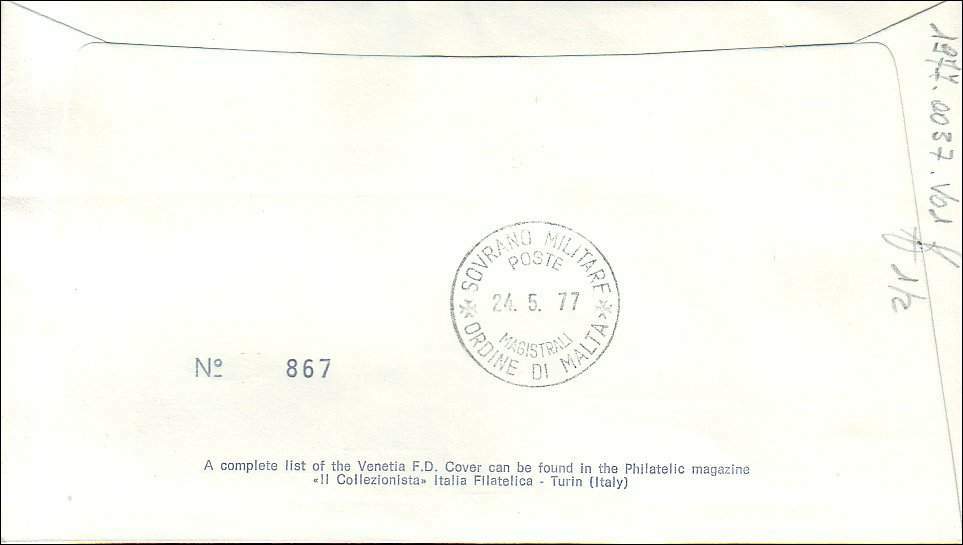 SOVRANO MILITARE
POSTE
24. 5. 77
MAGISTRALI
ORDINE DI MALTA
Nº 867
A complete list of the Venetia F.D. Cover can be found in the Philatelic magazine
«Il Collezionista» Italia Filatelica - Turin (Italy)